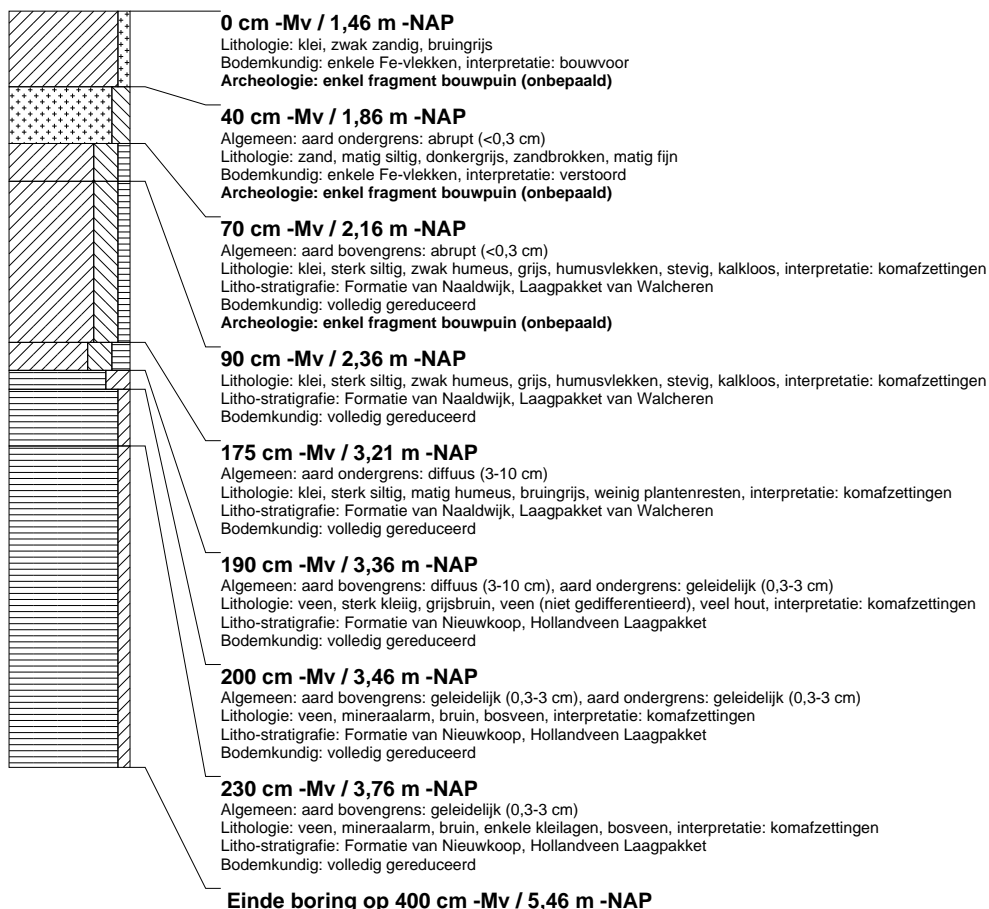 0 cm -Mv / 1,46 m -NAP
Lithologie: klei, zwak zandig, bruingrijs
Bodemkundig: enkele Fe-vlekken, interpretatie: bouwvoor
Archeologie: enkel fragment bouwpuin (onbepaald)
40 cm -Mv / 1,86 m -NAP
Algemeen: aard ondergrens: abrupt (<0,3 cm)
Lithologie: zand, matig siltig, donkergrijs, zandbrokken, matig fijn
Bodemkundig: enkele Fe-vlekken, interpretatie: verstoord
Archeologie: enkel fragment bouwpuin (onbepaald)
70 cm -Mv / 2,16 m -NAP
Algemeen: aard bovengrens: abrupt (<0,3 cm)
Lithologie: klei, sterk siltig, zwak humeus, grijs, humusvlekken, stevig, kalkloos, interpretatie: komafzettingen
Litho-stratigrafie: Formatie van Naaldwijk, Laagpakket van Walcheren
Bodemkundig: volledig gereduceerd
Archeologie: enkel fragment bouwpuin (onbepaald)
90 cm -Mv / 2,36 m -NAP
Lithologie: klei, sterk siltig, zwak humeus, grijs, humusvlekken, stevig, kalkloos, interpretatie: komafzettingen
Litho-stratigrafie: Formatie van Naaldwijk, Laagpakket van Walcheren
Bodemkundig: volledig gereduceerd
175 cm -Mv / 3,21 m -NAP
Algemeen: aard ondergrens: diffuus (3-10 cm)
Lithologie: klei, sterk siltig, matig humeus, bruingrijs, weinig plantenresten, interpretatie: komafzettingen
Litho-stratigrafie: Formatie van Naaldwijk, Laagpakket van Walcheren
Bodemkundig: volledig gereduceerd
190 cm -Mv / 3,36 m -NAP
Algemeen: aard bovengrens: diffuus (3-10 cm), aard ondergrens: geleidelijk (0,3-3 cm)
Lithologie: veen, sterk kleiig, grijsbruin, veen (niet gedifferentieerd), veel hout, interpretatie: komafzettingen
Litho-stratigrafie: Formatie van Nieuwkoop, Hollandveen Laagpakket
Bodemkundig: volledig gereduceerd
200 cm -Mv / 3,46 m -NAP
Algemeen: aard bovengrens: geleidelijk (0,3-3 cm), aard ondergrens: geleidelijk (0,3-3 cm)
Lithologie: veen, mineraalarm, bruin, bosveen, interpretatie: komafzettingen
Litho-stratigrafie: Formatie van Nieuwkoop, Hollandveen Laagpakket
Bodemkundig: volledig gereduceerd
230 cm -Mv / 3,76 m -NAP
Algemeen: aard bovengrens: geleidelijk (0,3-3 cm)
Lithologie: veen, mineraalarm, bruin, enkele kleilagen, bosveen, interpretatie: komafzettingen
Litho-stratigrafie: Formatie van Nieuwkoop, Hollandveen Laagpakket
Bodemkundig: volledig gereduceerd
Einde boring op 400 cm -Mv / 5,46 m -NAP